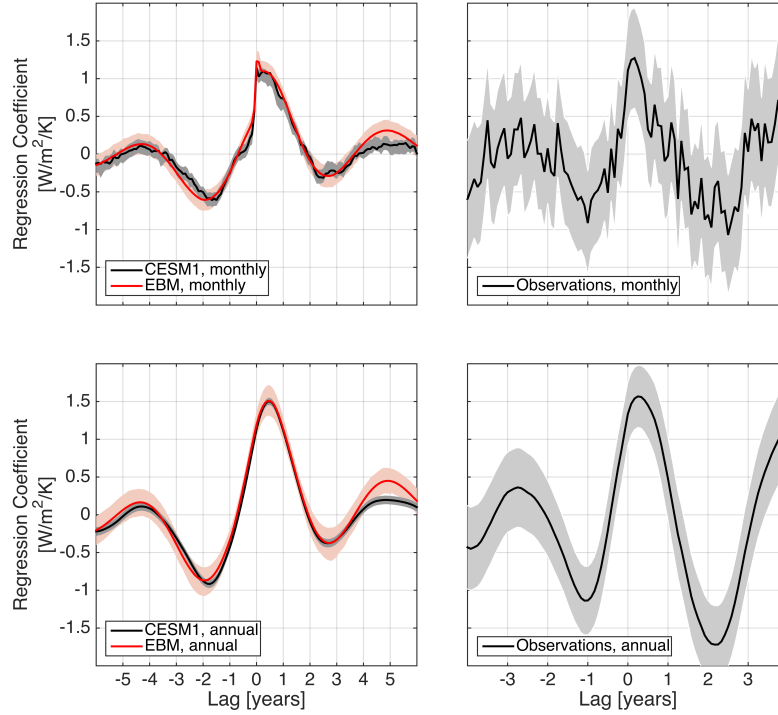 1.5
1
0.5
0
-0.5
-1
-1.5
Regression Coefficient
[W/m²/K]
CESM1, monthly
EBM, monthly
Observations, monthly
1.5
1
0.5
0
-0.5
-1
-1.5
Regression Coefficient
[W/m²/K]
CESM1, annual
EBM, annual
-5 -4 -3 -2 -1 0 1 2 3 4 5
Lag [years]
Observations, annual
-3 -2 -1 0 1 2 3
Lag [years]